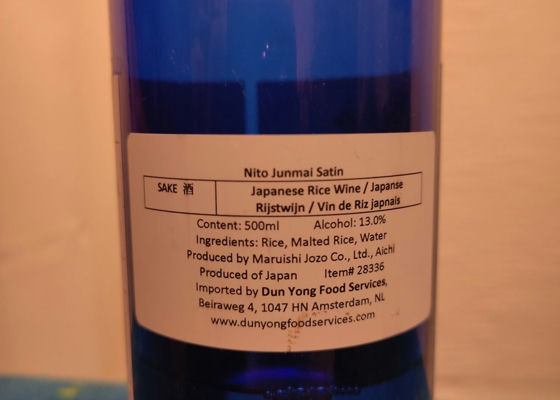 Nito Junmai Satin
SAKE 酒
Japanese Rice Wine / Japanse
Rijstwijn / Vin de Riz japnais
Content: 500ml Alcohol: 13.0%
Ingredients: Rice, Malted Rice, Water
Produced by Maruishi Jozo Co., Ltd., Aichi
Produced of Japan Item# 28336
Imported by Dun Yong Food Services,
Beiraweg 4, 1047 HN Amsterdam, NL
www.dunyongfoodservices.com